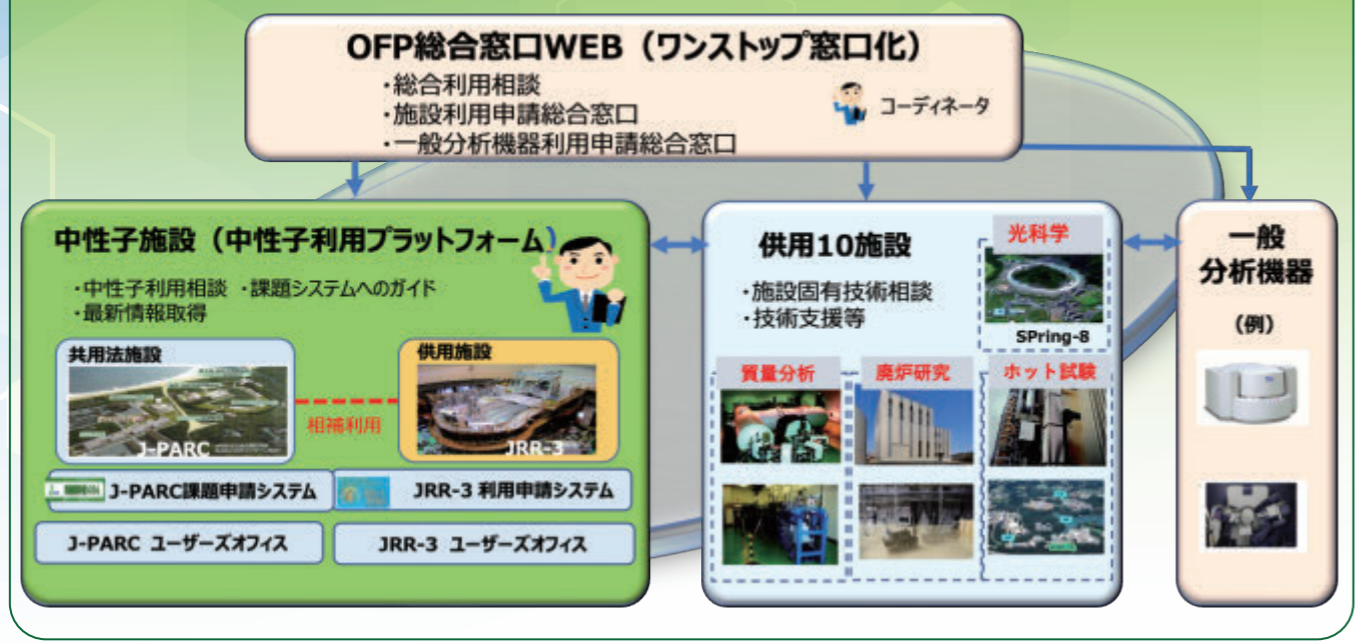 OFP総合窓口WEB（ワンストップ窓口化）
・総合利用相談
・施設利用申請総合窓口
・一般分析機器利用申請総合窓口
コーディネータ
中性子施設（中性子利用プラットフォーム）
・中性子利用相談 ・課題システムへのガイド
・最新情報取得
共用法施設
J-PARC
相補利用
供用施設
JRR-3
J-PARC課題申請システム
JRR-3 利用申請システム
J-PARC ユーザーズオフィス
JRR-3 ユーザーズオフィス
供用10施設
・施設固有技術相談
・技術支援等
光科学
SPring-8
質量分析
廃炉研究
ホット試験
一般
分析機器
（例）